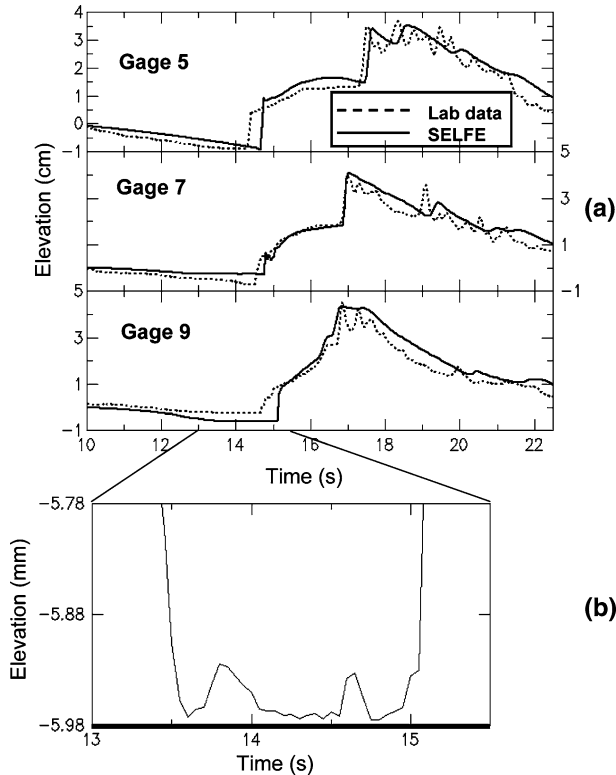 4
3
2
1
0
-1
Gage 5
Lab data
SELFE
Elevation (cm)
Gage 7
5
3
1
-1
(a)
5
3
1
-1
Gage 9
10 12 14 16 18 20 22
Time (s)
-5.78
-5.88
-5.98
Elevation (mm)
(b)
13 14 15
Time (s)